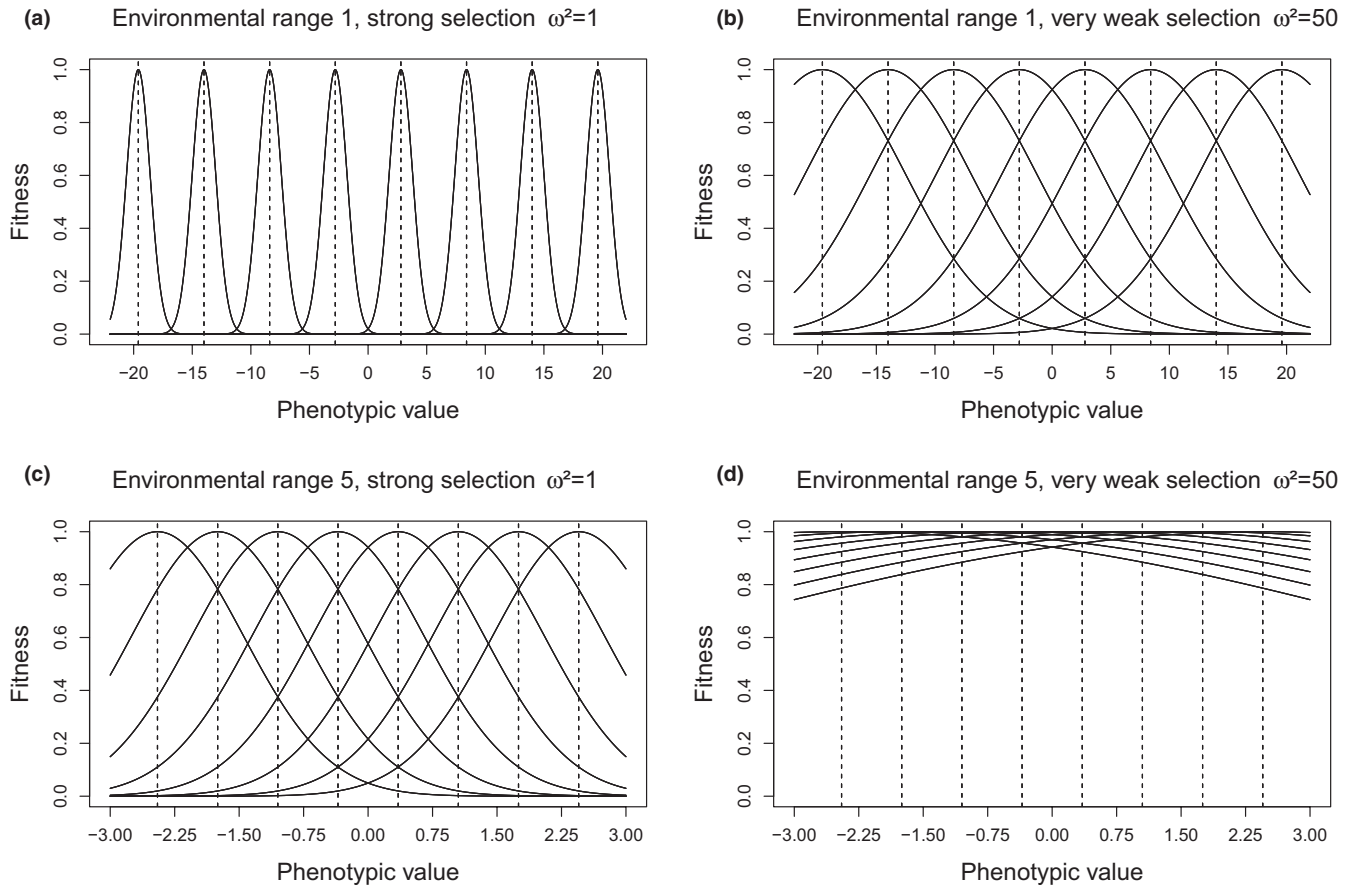 (a) Environmental range 1, strong selection ω²=1
Fitness
0.0 0.2 0.4 0.6 0.8 1.0
−20 −15 −10 −5 0 5 10 15 20
Phenotypic value
(b) Environmental range 1, very weak selection ω²=50
Fitness
0.0 0.2 0.4 0.6 0.8 1.0
−20 −15 −10 −5 0 5 10 15 20
Phenotypic value
(c) Environmental range 5, strong selection ω²=1
Fitness
0.0 0.2 0.4 0.6 0.8 1.0
−3.00 −2.25 −1.50 −0.75 0.00 0.75 1.50 2.25 3.00
Phenotypic value
(d) Environmental range 5, very weak selection ω²=50
Fitness
0.0 0.2 0.4 0.6 0.8 1.0
−3.00 −2.25 −1.50 −0.75 0.00 0.75 1.50 2.25 3.00
Phenotypic value